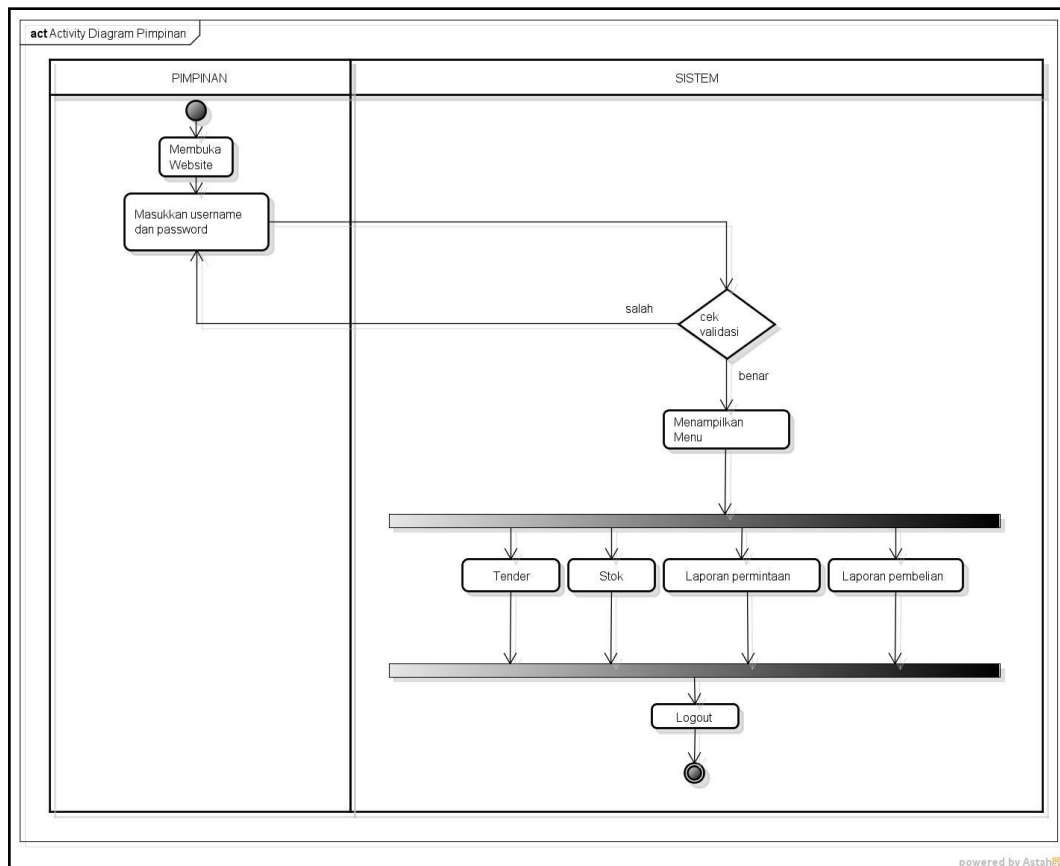 act Activity Diagram Pimpinan
PIMPINAN
SISTEM
Membuka
Website
Masukkan username
dan password
salah
cek
validasi
benar
Menampilkan
Menu
Tender
Stok
Laporan permintaan
Laporan pembelian
Logout
powered by Astah